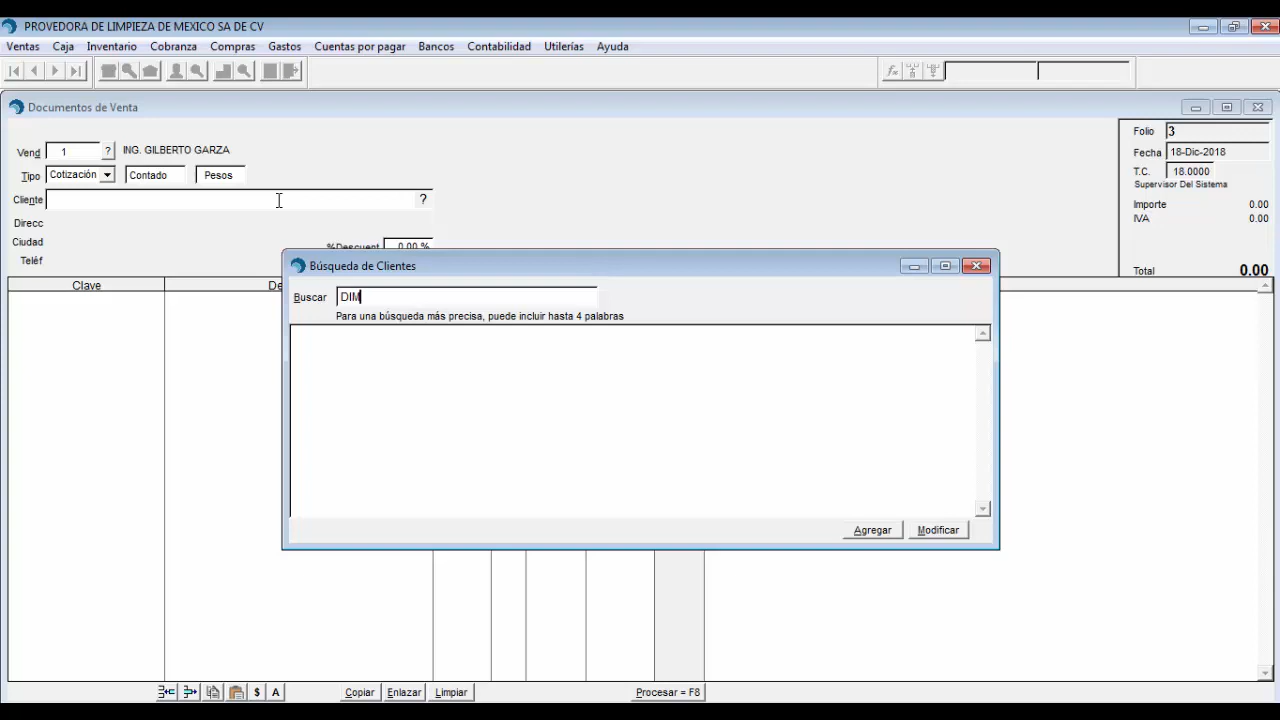 PROVEDORA DE LIMPIEZA DE MEXICO SA DE CV
Ventas Caja Inventario Cobranza Compras Gastos Cuentas por pagar Bancos Contabilidad Utilerías Ayuda
Documentos de Venta
Vend 1 ? ING. GILBERTO GARZA
Tipo Cotización Contado Pesos
Cliente ?
Direcc
Ciudad
%Descuent 0.00 %
Teléf
Folio 3
Fecha 18-Dic-2018
T.C. 18.0000
Supervisor Del Sistema
Importe 0.00
IVA 0.00
Total 0.00
Clave De
Búsqueda de Clientes
Buscar DIM
Para una búsqueda más precisa, puede incluir hasta 4 palabras
Agregar Modificar
$ A Copiar Enlazar Limpiar Procesar = F8